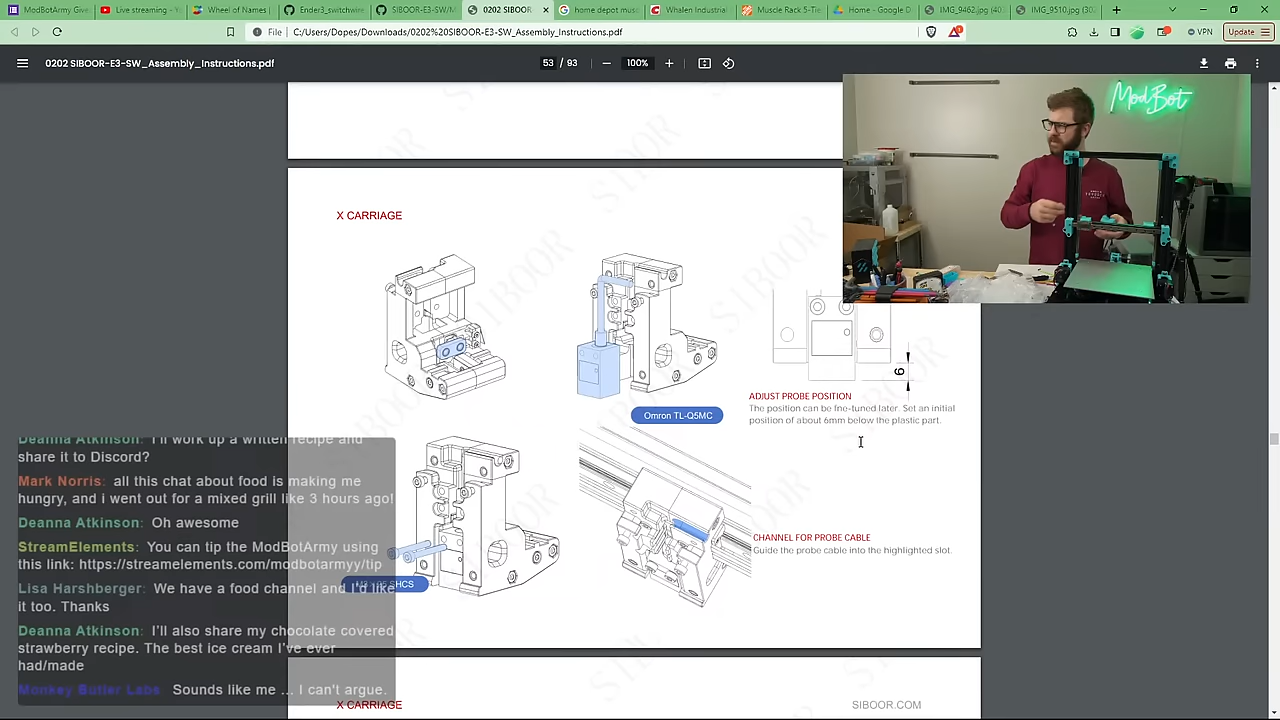 ModBotArmy Give
Live streaming - Y
Wheel of Names |
Ender3_switchwire
SIBOOR-E3-SW/M
0202 SIBOOR
home depot musc
Whalen Industrial
Muscle Rack 5-Tie
Home - Google D
IMG_9462.jpg (40
IMG_9510.jpg (30
File
C:/Users/Dopes/Downloads/0202%20SIBOOR-E3-SW_Assembly_Instructions.pdf
VPN
Update
0202 SIBOOR-E3-SW_Assembly_Instructions.pdf
53 / 93
100%
ModBot
X CARRIAGE
6
Omron TL-Q5MC
ADJUST PROBE POSITION
The position can be fne-tuned later. Set an initial
position of about 6mm below the plastic part.
CHANNEL FOR PROBE CABLE
Guide the probe cable into the highlighted slot.
SHCS
Deanna Atkinson: I'll work up a written recipe and
share it to Discord?
Mark Norris: all this chat about food is making me
hungry, and i went out for a mixed grill like 3 hours ago!
Deanna Atkinson: Oh awesome
StreamElements: You can tip the ModBotArmy using
this link: https://streamelements.com/modbotarmyy/tip
Lisa Harshberger: We have a food channel and I'd like
it too. Thanks
Deanna Atkinson: I'll also share my chocolate covered
strawberry recipe. The best ice cream I've ever
had/made
Monkey Butler Labs: Sounds like me ... I can't argue.
X CARRIAGE
SIBOOR.COM
SIBOOR